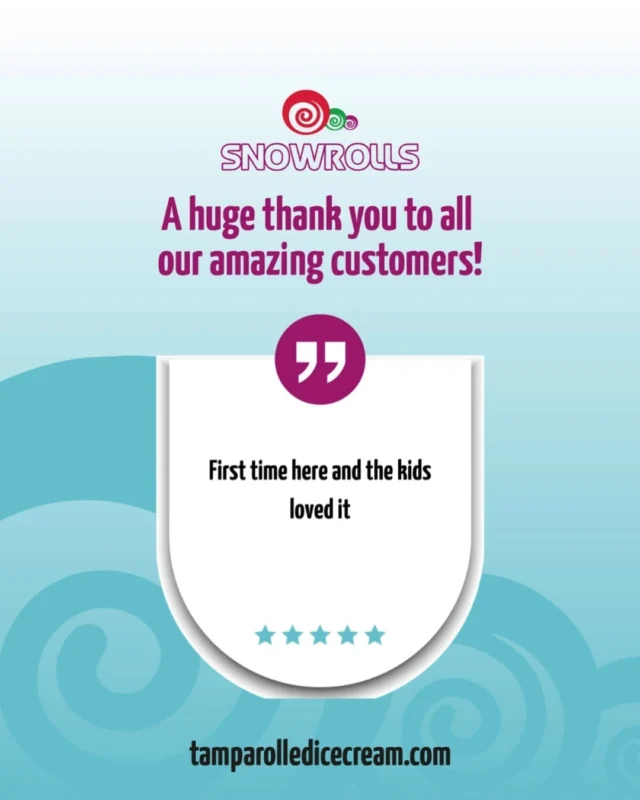 SNOWROLLS
A huge thank you to all
our amazing customers!
”
First time here and the kids
loved it
tamparolledicecream.com